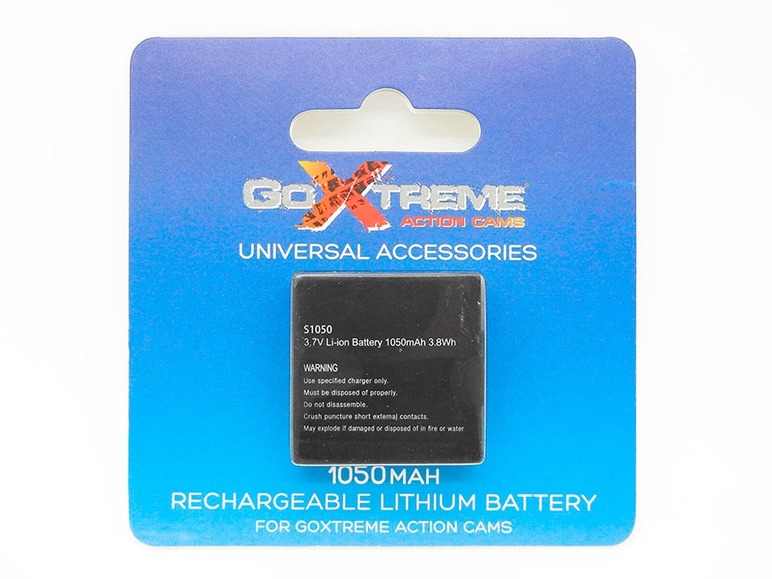 GOXTREME
ACTION CAMS
UNIVERSAL ACCESSORIES
S1050
3.7V Li-ion Battery 1050mAh 3.8Wh
WARNING
Use specified charger only.
Must be disposed of properly.
Do not disassemble.
Crush puncture short external contacts.
May explode if damaged or disposed of in fire or water
1050MAH
RECHARGEABLE LITHIUM BATTERY
FOR GOXTREME ACTION CAMS